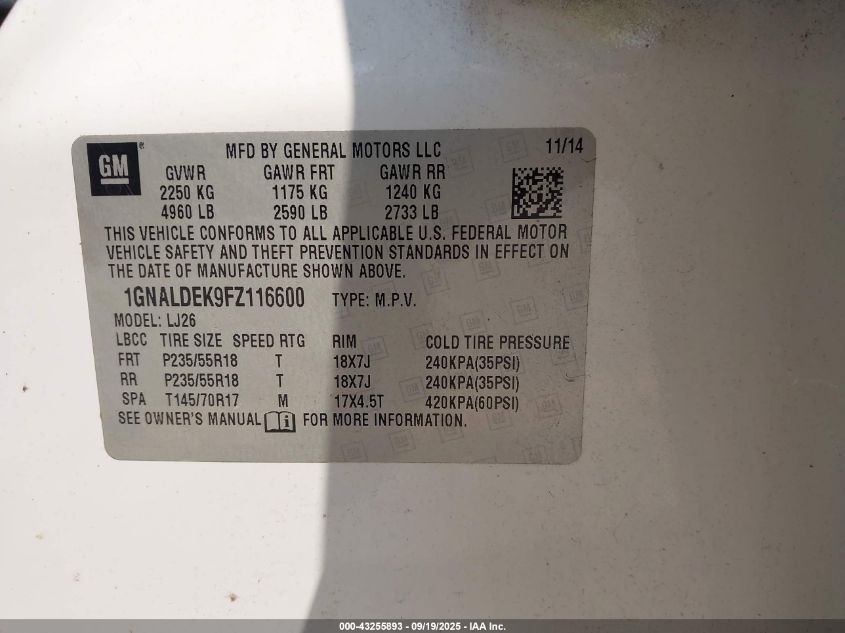 GM ® MFD BY GENERAL MOTORS LLC 11/14
GVWR GAWR FRT GAWR RR
2250 KG 1175 KG 1240 KG
4960 LB 2590 LB 2733 LB
THIS VEHICLE CONFORMS TO ALL APPLICABLE U.S. FEDERAL MOTOR
VEHICLE SAFETY AND THEFT PREVENTION STANDARDS IN EFFECT ON
THE DATE OF MANUFACTURE SHOWN ABOVE.
1GNALDEK9FZ116600 TYPE: M.P.V.
MODEL: LJ26
LBCC TIRE SIZE SPEED RTG RIM COLD TIRE PRESSURE
FRT P235/55R18 T 18X7J 240KPA(35PSI)
RR P235/55R18 T 18X7J 240KPA(35PSI)
SPA T145/70R17 M 17X4.5T 420KPA(60PSI)
SEE OWNER'S MANUAL FOR MORE INFORMATION.
000-43255893 - 09/19/2025 - IAA Inc.